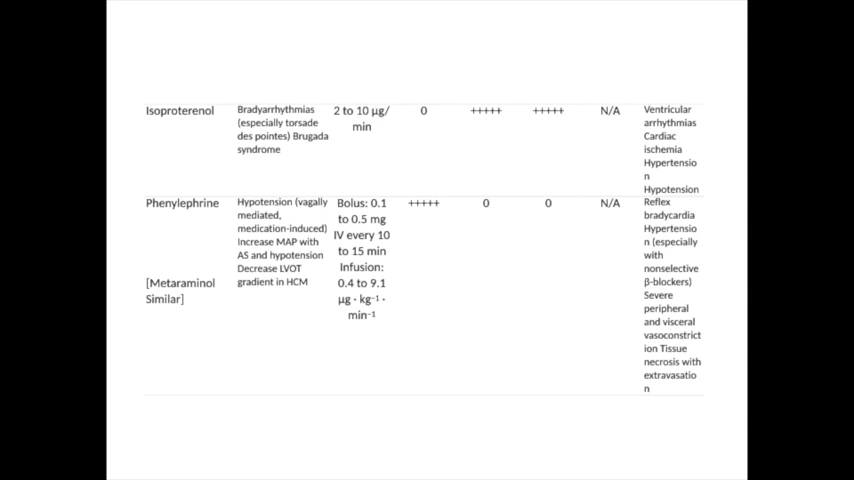 Isoproterenol
Bradyarrhythmias
(especially torsade
des pointes) Brugada
syndrome
2 to 10 µg/
min
0
+++++
+++++
N/A
Ventricular
arrhythmias
Cardiac
ischemia
Hypertensio
n
Hypotension
Phenylephrine
[Metaraminol
Similar]
Hypotension (vagally
mediated,
medication-induced)
Increase MAP with
AS and hypotension
Decrease LVOT
gradient in HCM
Bolus: 0.1
to 0.5 mg
IV every 10
to 15 min
Infusion:
0.4 to 9.1
µg · kg⁻¹ ·
min⁻¹
+++++
0
0
N/A
Reflex
bradycardia
Hypertensio
n (especially
with
nonselective
β-blockers)
Severe
peripheral
and visceral
vasoconstrict
ion Tissue
necrosis with
extravasatio
n